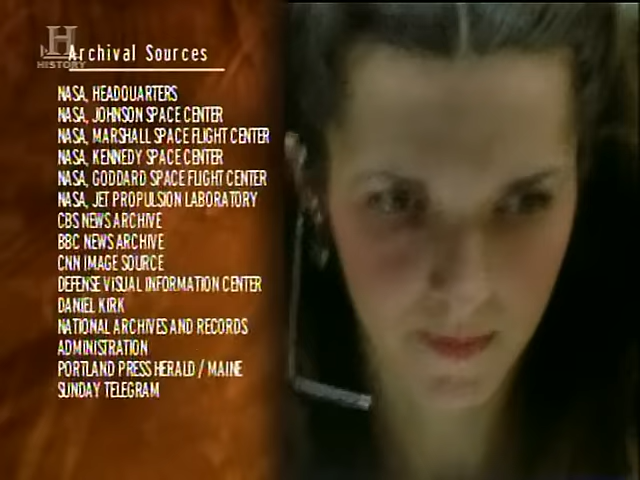 Archival Sources
H
HISTORY
NASA, HEADQUARTERS
NASA, JOHNSON SPACE CENTER
NASA, MARSHALL SPACE FLIGHT CENTER
NASA, KENNEDY SPACE CENTER
NASA, GODDARD SPACE FLIGHT CENTER
NASA, JET PROPULSION LABORATORY
CBS NEWS ARCHIVE
BBC NEWS ARCHIVE
CNN IMAGE SOURCE
DEFENSE VISUAL INFORMATION CENTER
DANIEL KIRK
NATIONAL ARCHIVES AND RECORDS
ADMINISTRATION
PORTLAND PRESS HERALD / MAINE
SUNDAY TELEGRAM